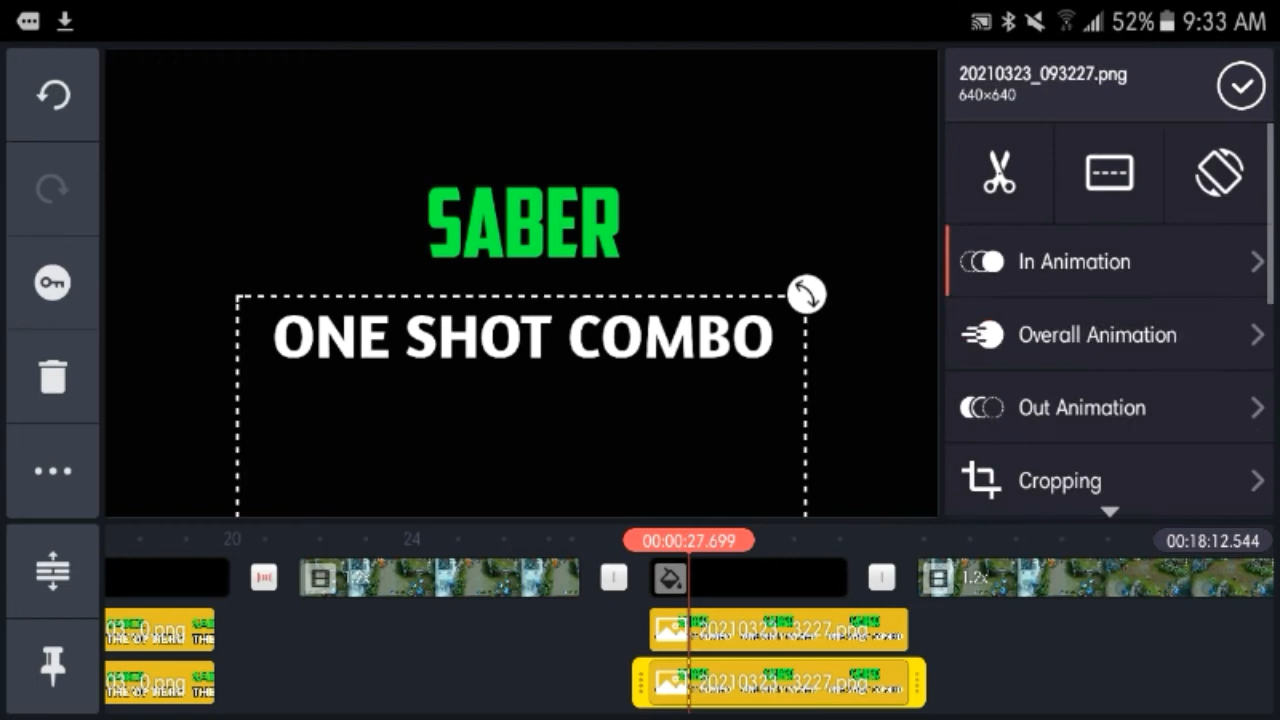 52% 9:33 AM
20210323_093227.png
640×640
SABER
ONE SHOT COMBO
In Animation
Overall Animation
Out Animation
Cropping
20 24 00:00:27.699 00:18:12.544
1.2x 1.2x